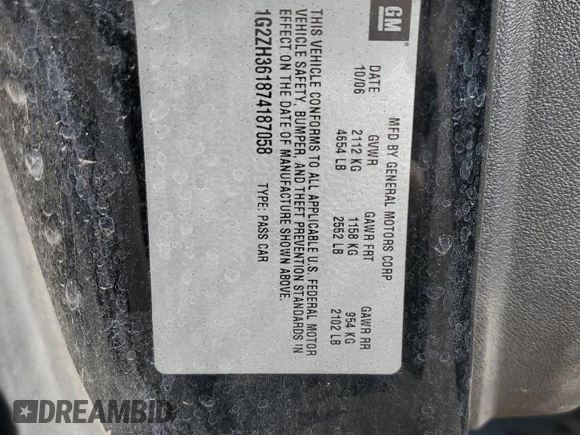 GM
MFD BY GENERAL MOTORS CORP
DATE GVWR GAWR FRT GAWR RR
10/06 2112 KG 1158 KG 954 KG
4654 LB 2552 LB 2102 LB
THIS VEHICLE CONFORMS TO ALL APPLICABLE U.S. FEDERAL MOTOR
VEHICLE SAFETY, BUMPER, AND THEFT PREVENTION STANDARDS IN
EFFECT ON THE DATE OF MANUFACTURE SHOWN ABOVE.
1G2ZH361874187058 TYPE: PASS CAR
DREAMBID